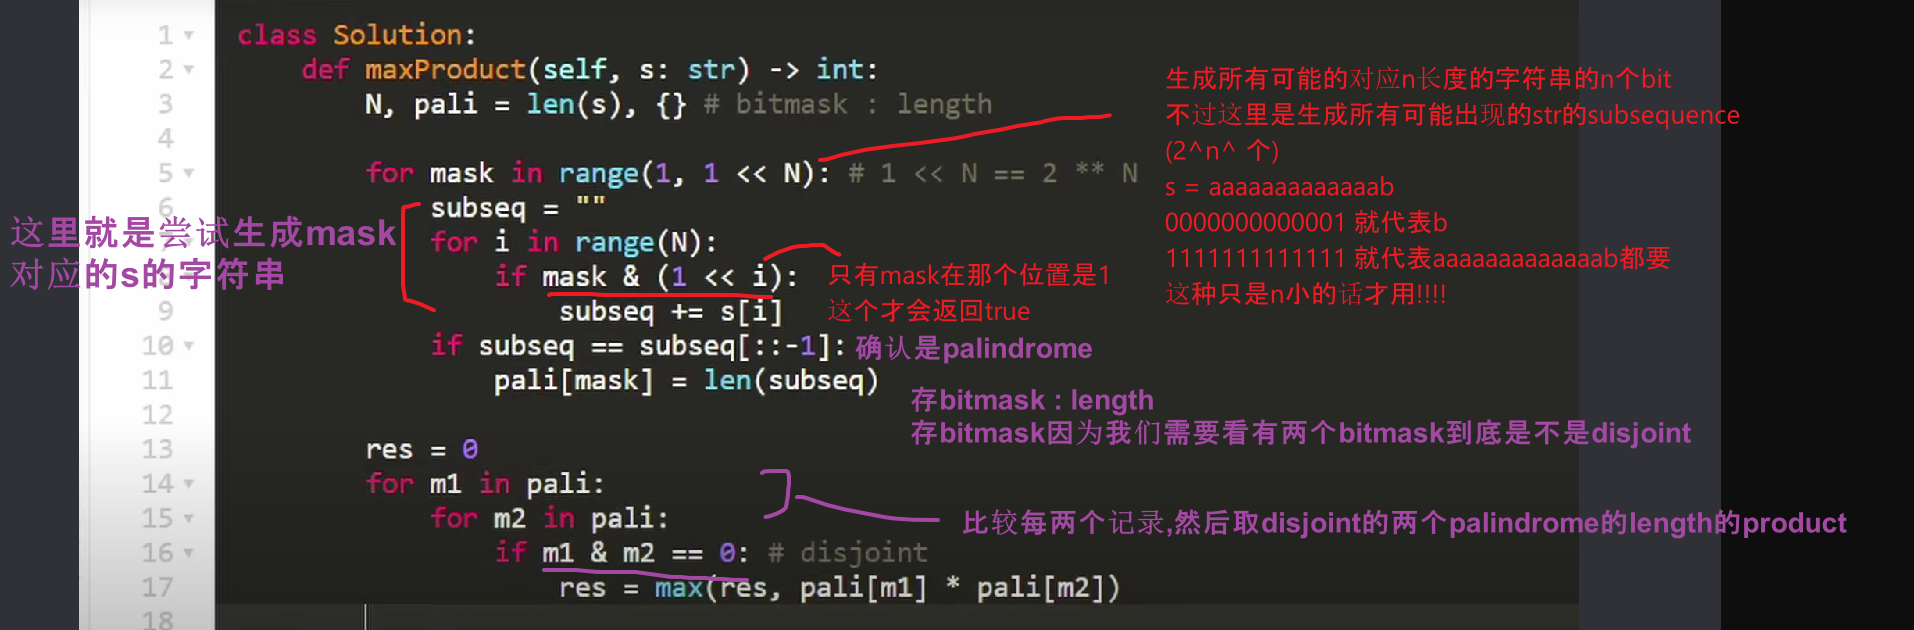 1 class Solution:
2 def maxProduct(self, s: str) -> int:
生成所有可能的对应n长度的字符串的n个bit
3 N, pali = len(s), {} # bitmask : length
不过这里是生成所有可能出现的str的subsequence
4
(2^n^ 个)
5 for mask in range(1, 1 << N): # 1 << N == 2 ** N
s = aaaaaaaaaaaaab
6 subseq = ""
0000000000001 就代表b
这里就是尝试生成mask
对应的s的字符串
for i in range(N):
1111111111111 就代表aaaaaaaaaaaaab都要
if mask & (1 << i):
只有mask在那个位置是1
这个才会返回true
这种只是n小的话才用!!!!
9 subseq += s[i]
10 if subseq == subseq[::-1]:
确认是palindrome
11 pali[mask] = len(subseq)
存bitmask : length
12
存bitmask因为我们需要看有两个bitmask到底是不是disjoint
13 res = 0
14 for m1 in pali:
15 for m2 in pali:
比较每两个记录,然后取disjoint的两个palindrome的length的product
16 if m1 & m2 == 0: # disjoint
17 res = max(res, pali[m1] * pali[m2])
18